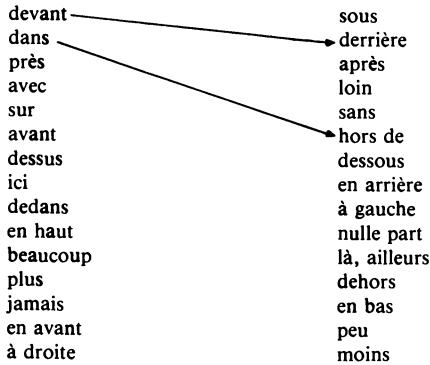 devant sous
dans derrière
près après
avec loin
sur sans
avant hors de
dessus dessous
ici en arrière
dedans à gauche
en haut nulle part
beaucoup là, ailleurs
plus dehors
jamais en bas
en avant peu
à droite moins